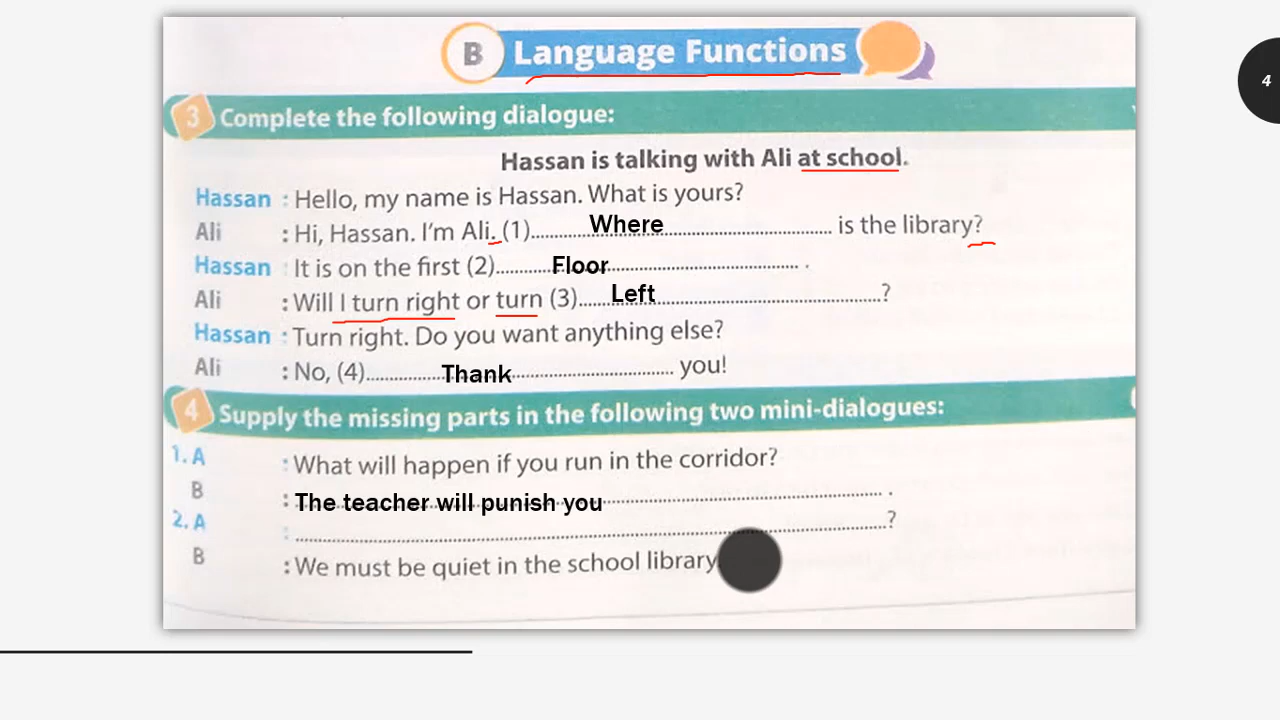 B Language Functions
4
3 Complete the following dialogue:
Hassan is talking with Ali at school.
Hassan : Hello, my name is Hassan. What is yours?
Ali : Hi, Hassan. I'm Ali. (1).......Where....... is the library?
Hassan : It is on the first (2).......Floor....... .
Ali : Will I turn right or turn (3).......Left.......?
Hassan : Turn right. Do you want anything else?
Ali : No, (4).......Thank....... you!
4 Supply the missing parts in the following two mini-dialogues:
1. A : What will happen if you run in the corridor?
B : The teacher will punish you....... .
2. A : .......?
B : We must be quiet in the school library